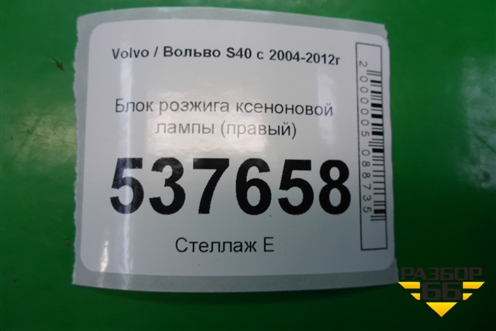 Volvo / Вольво S40 с 2004-2012г
Блок розжига ксеноновой
лампы (правый)
537658
Стеллаж Е
2000005088735
РАЗБОР
66